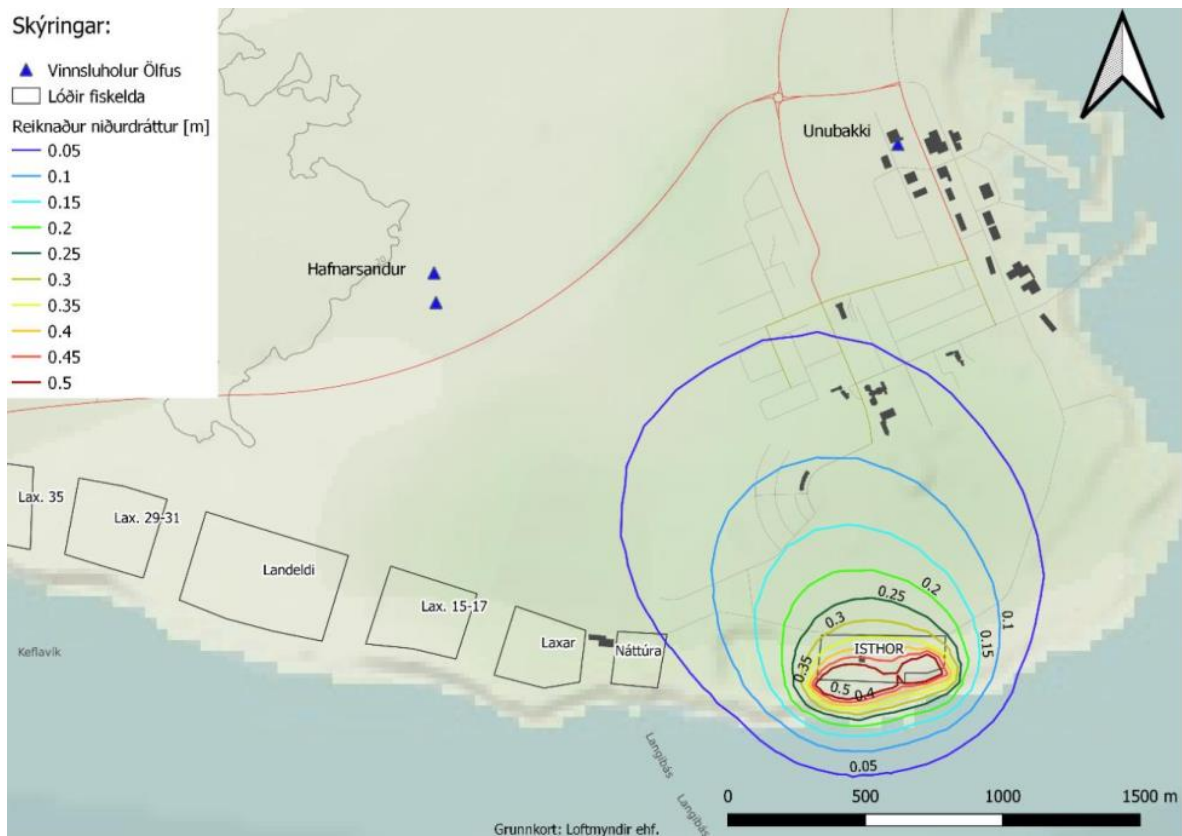 Skýringar:
Vinnsluholur Ölfus
Lóðir fiskelda
Reiknaður niðurdráttur [m]
0.05
0.1
0.15
0.2
0.25
0.3
0.35
0.4
0.45
0.5
Unubakki
Hafnarsandur
Lax. 35
Lax. 29-31
Landeldi
Lax. 15-17
Laxar
Náttúra
ISTHOR
0.2
0.25
0.3
0.1
0.15
0.35
0.5
0.4
0.05
Keflavík
Langibás
Langibás
0
500
1000
1500 m
Grunnkort: Loftmyndir ehf.